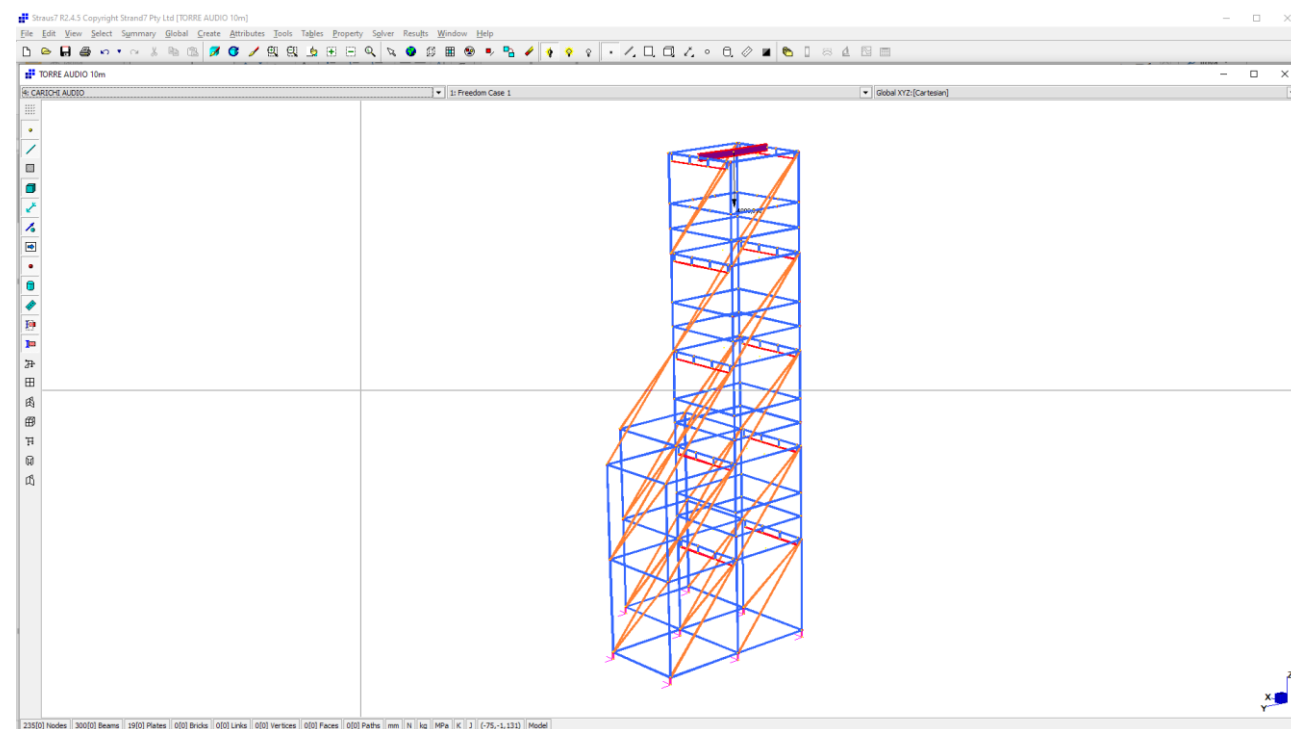 Straus7 R2.4.5 Copyright Strand7 Pty Ltd [TORRE AUDIO 10m]
File Edit View Select Summary Global Create Attributes Tools Tables Property Solver Results Window Help
TORRE AUDIO 10m
4: CARICHI AUDIO 1: Freedom Case 1 Global XYZ:[Cartesian]
Z
X
Y
235[0] Nodes 300[0] Beams 19[0] Plates 0[0] Bricks 0[0] Links 0[0] Vertices 0[0] Faces 0[0] Paths mm N kg MPa K J (-75,-1,131) Model